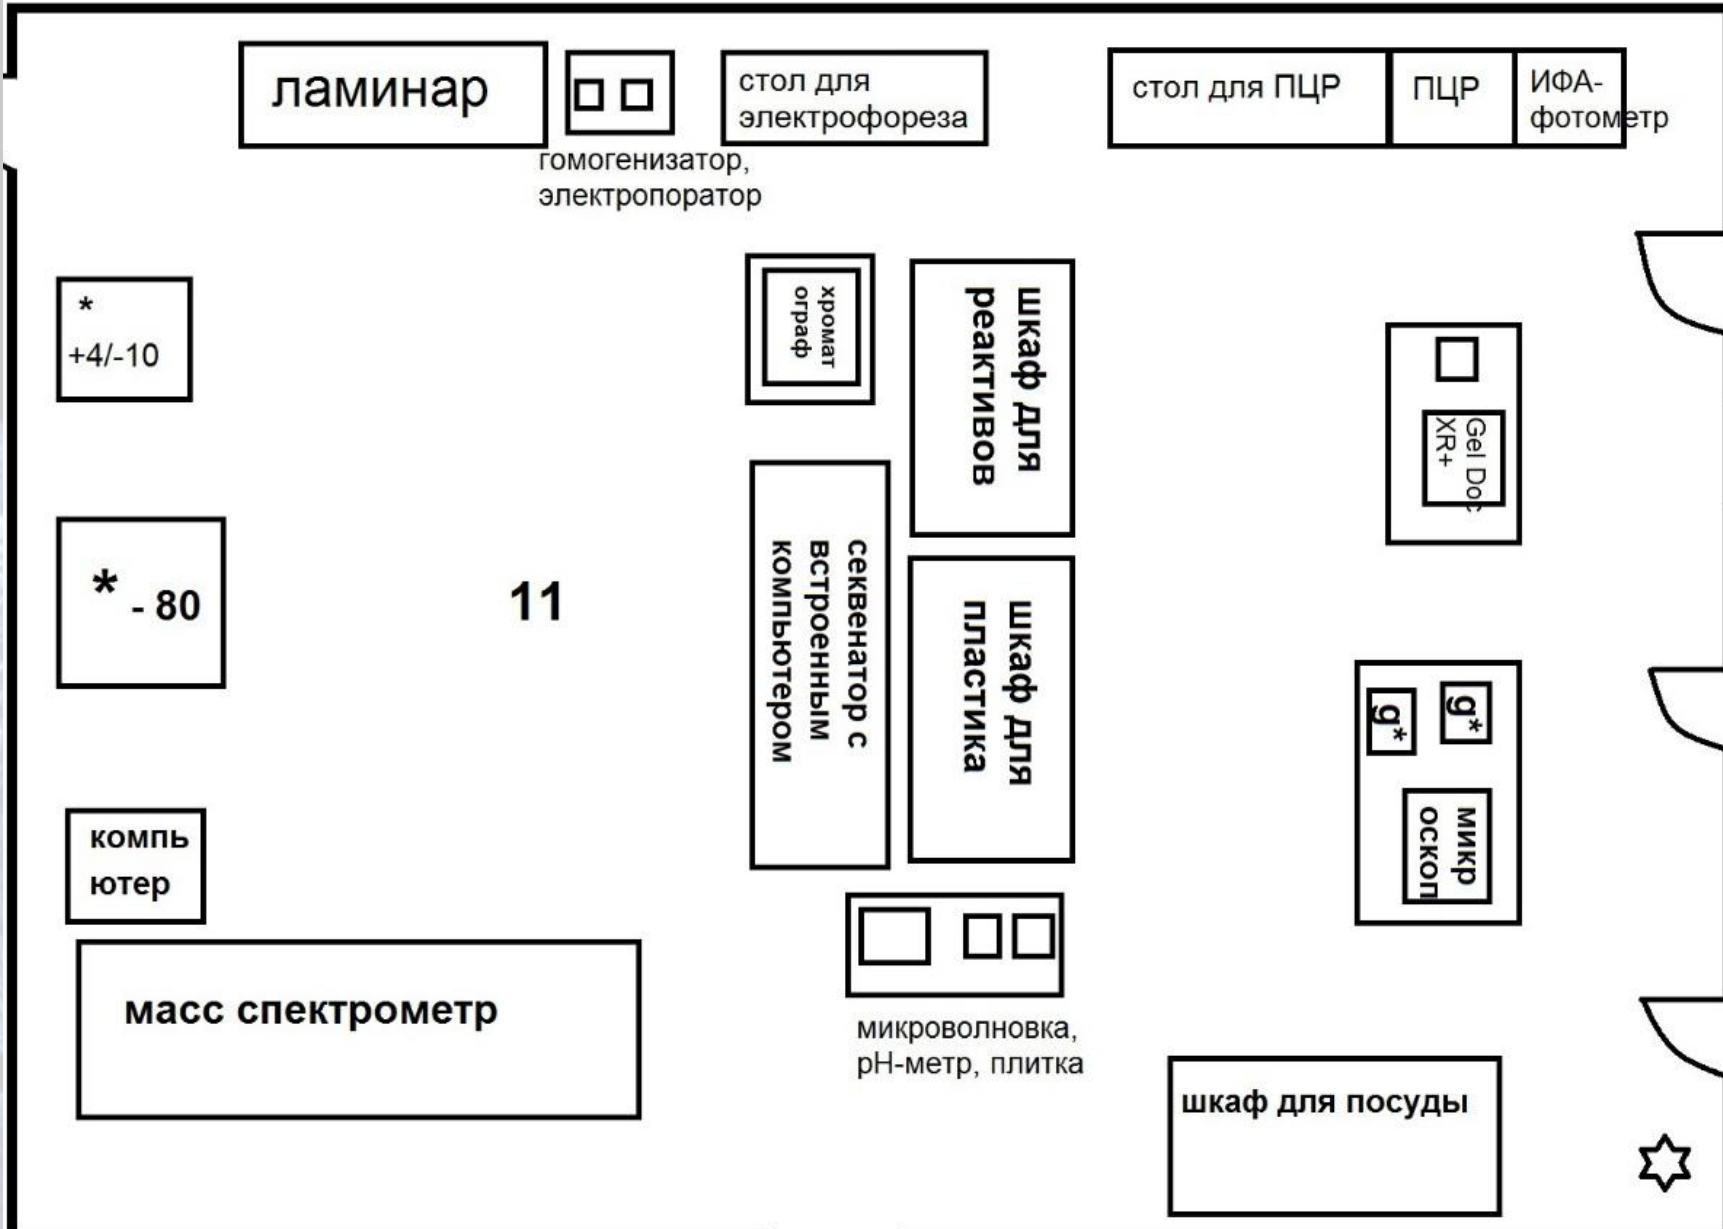 ламинар
гомогенизатор,
электропоратор
стол для
электрофореза
стол для ПЦР
ПЦР
ИФА-
фотометр
*
+4/-10
хромат
ограф
шкаф для
реактивов
Gel Doc
XR+
* - 80
11
секвенатор с
встроенным
компьютером
шкаф для
пластика
g*
g*
микр
оскоп
компь
ютер
масс спектрометр
микроволновка,
pH-метр, плитка
шкаф для посуды